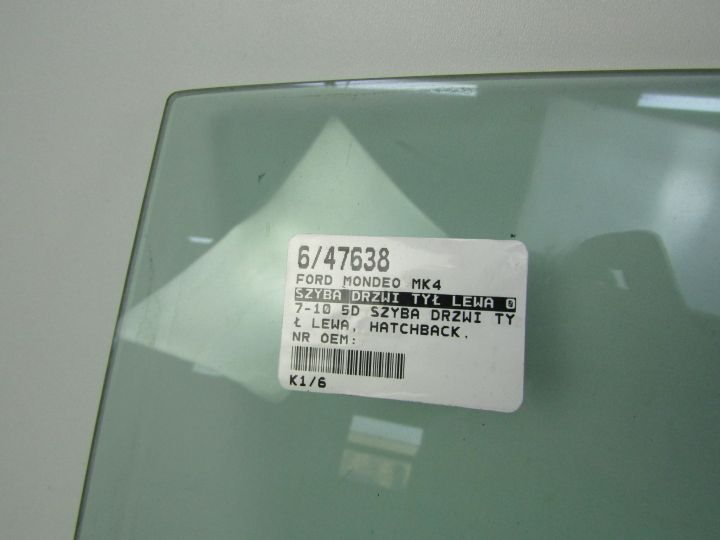 6/47638
FORD MONDEO MK4
SZYBA DRZWI TYŁ LEWA 0
7-10 5D SZYBA DRZWI TY
Ł LEWA, HATCHBACK.
NR OEM:
K1/6